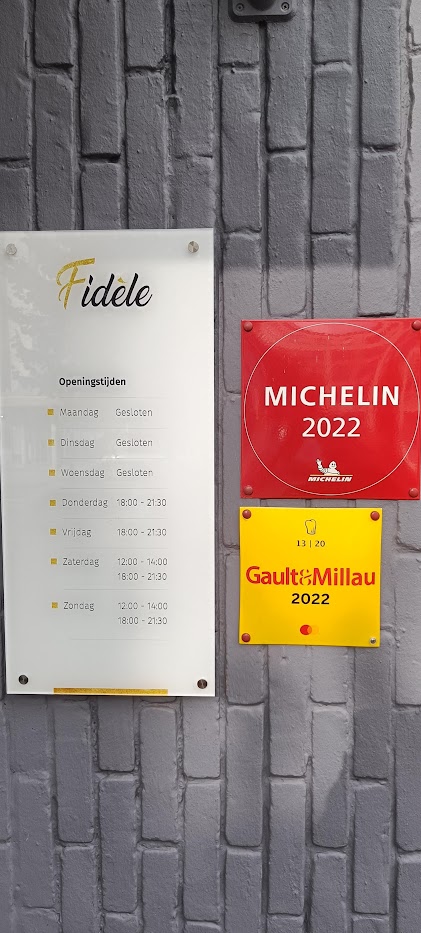 Fidèle
Openingstijden
Maandag Gesloten
Dinsdag Gesloten
Woensdag Gesloten
Donderdag 18:00 - 21:30
Vrijdag 18:00 - 21:30
Zaterdag 12:00 - 14:00
18:00 - 21:30
Zondag 12:00 - 14:00
18:00 - 21:30
MICHELIN
2022
MICHELIN
13 | 20
Gault&Millau
2022